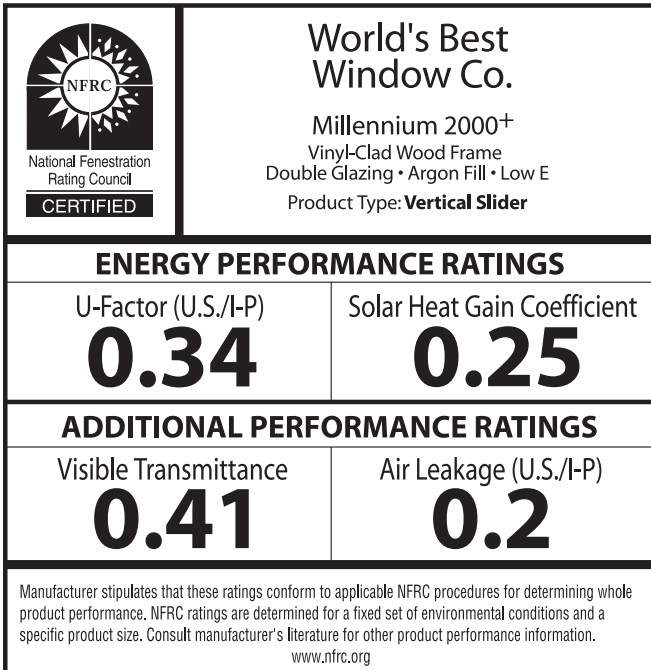 NFRC
National Fenestration
Rating Council
CERTIFIED
World's Best
Window Co.
Millennium 2000+
Vinyl-Clad Wood Frame
Double Glazing • Argon Fill • Low E
Product Type: Vertical Slider
ENERGY PERFORMANCE RATINGS
U-Factor (U.S./I-P)
0.34
Solar Heat Gain Coefficient
0.25
ADDITIONAL PERFORMANCE RATINGS
Visible Transmittance
0.41
Air Leakage (U.S./I-P)
0.2
Manufacturer stipulates that these ratings conform to applicable NFRC procedures for determining whole
product performance. NFRC ratings are determined for a fixed set of environmental conditions and a
specific product size. Consult manufacturer's literature for other product performance information.
www.nfrc.org